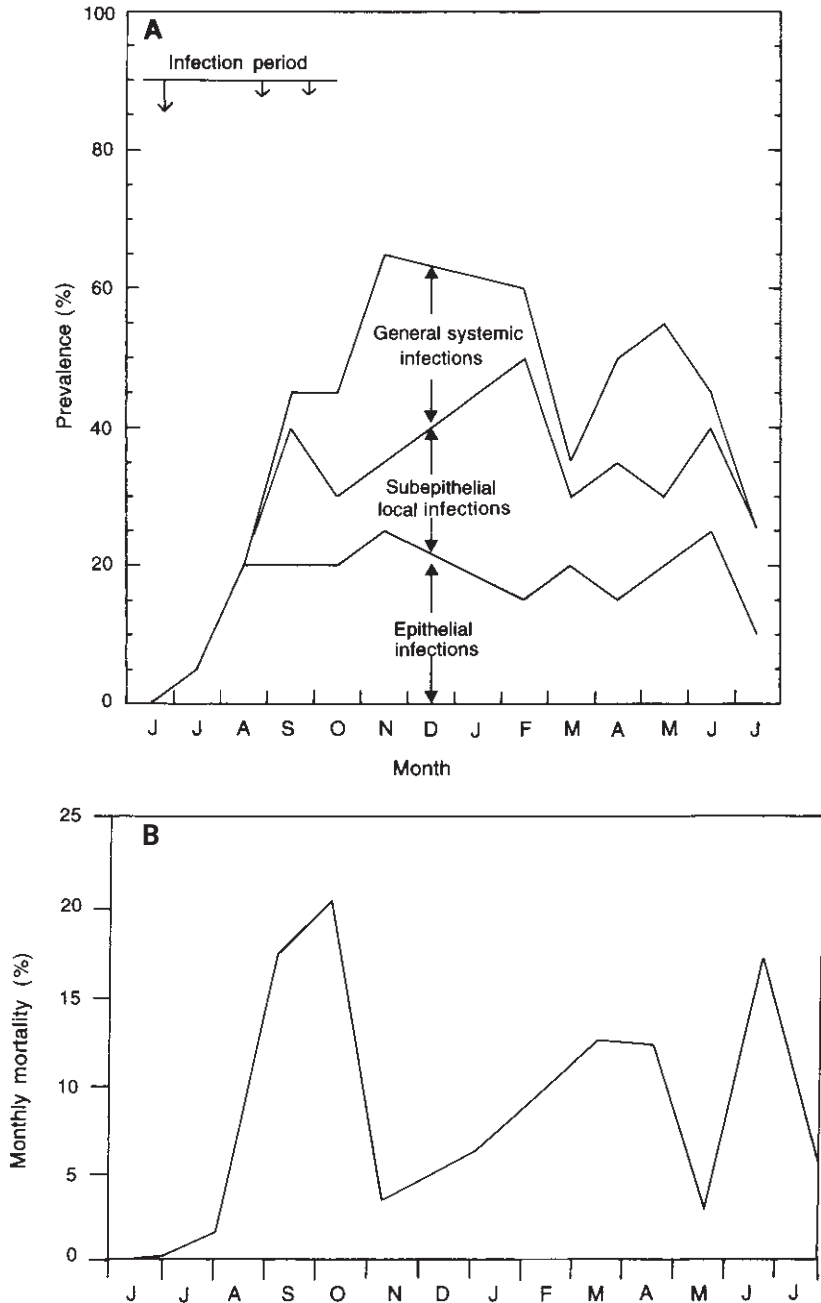 A
Infection period
100
80
60
40
20
0
Prevalence (%)
General systemic
infections
Subepithelial
local infections
Epithelial
infections
J J A S O N D J F M A M J J
Month
B
25
20
15
10
5
0
Monthly mortality (%)
J J A S O N D J F M A M J J